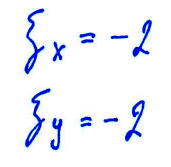 ξx = -2
ξy = -2